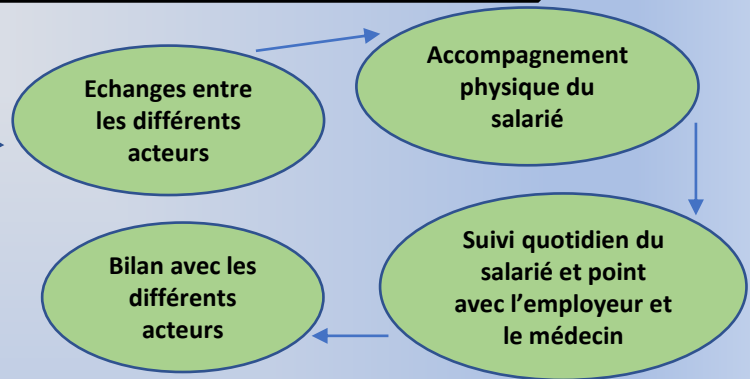 Echanges entre
les différents
acteurs
Accompagnement
physique du
salarié
Suivi quotidien du
salarié et point
avec l’employeur et
le médecin
Bilan avec les
différents
acteurs